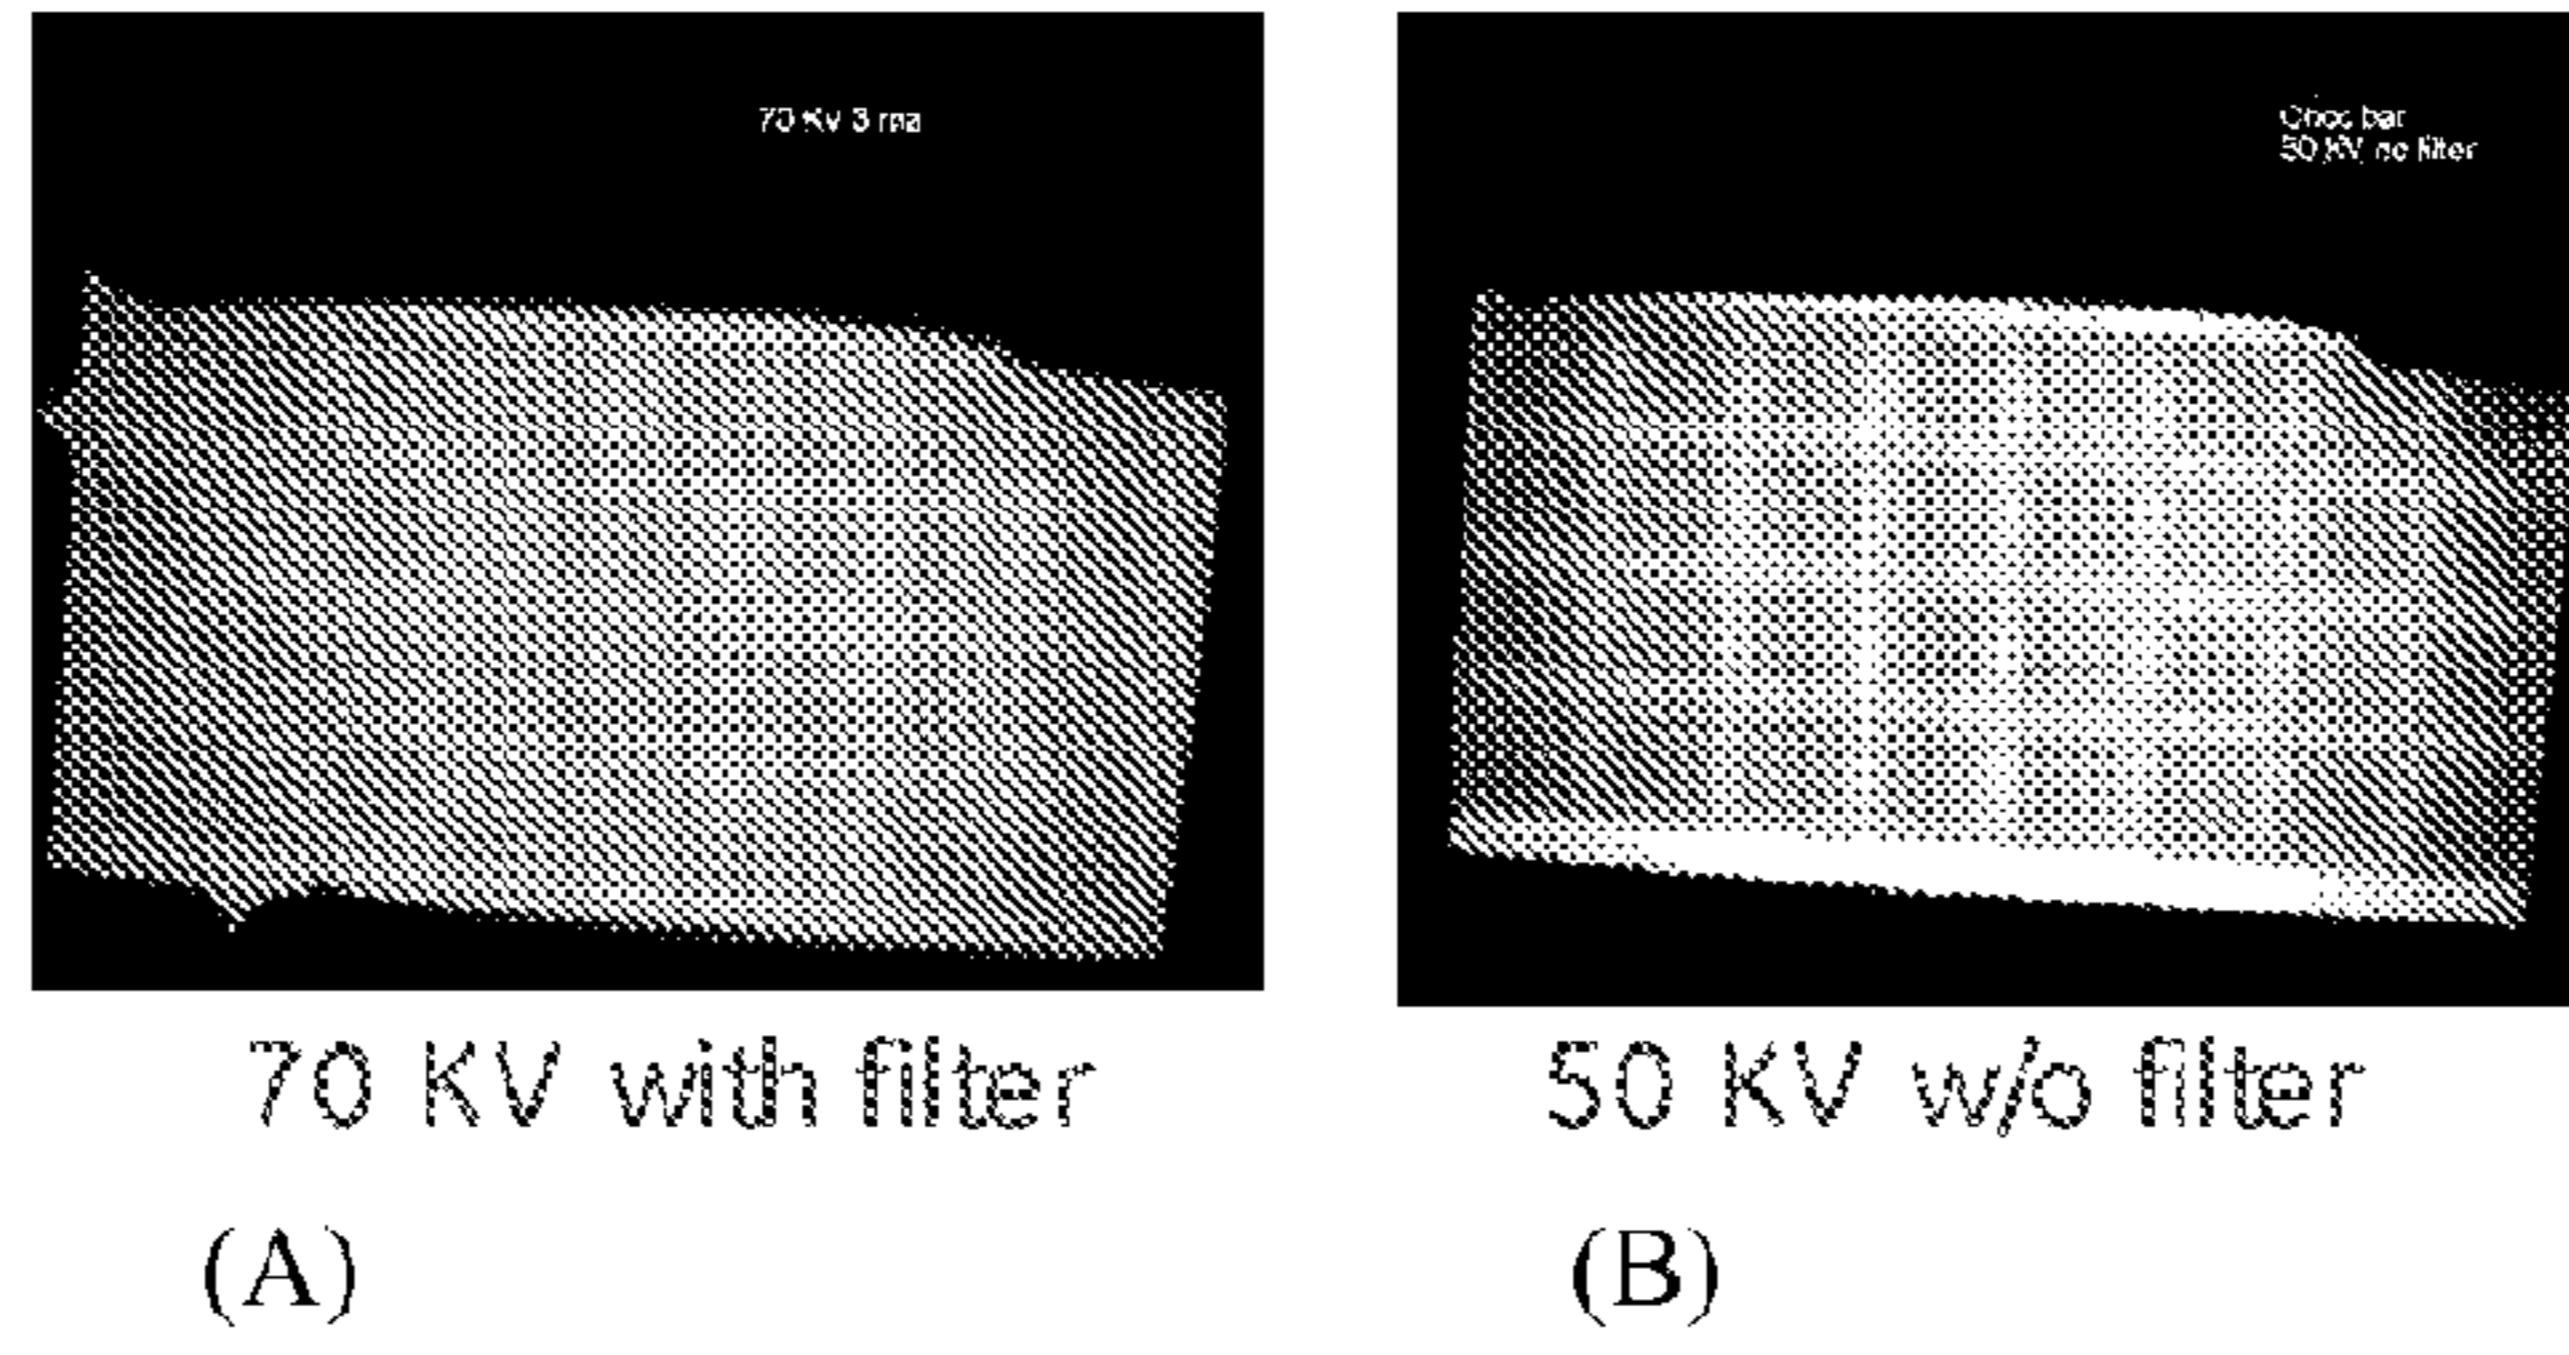 70 KV 3 ma
Choc bar
50 KV, no filter
70 KV with filter
50 KV w/o filter
(A)
(B)